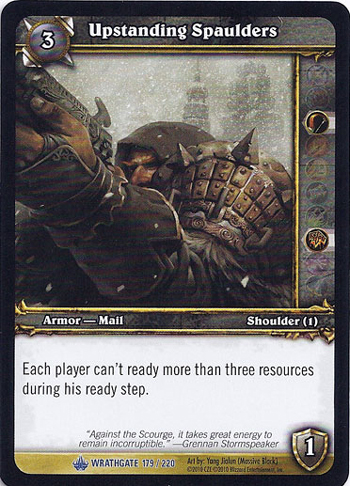 3
Upstanding Spaulders
Armor — Mail
Shoulder (1)
Each player can't ready more than three resources
during his ready step.
"Against the Scourge, it takes great energy to
remain incorruptible." —Grennan Stormspeaker
WRATHGATE 179 / 220
Art by: Yang Jialun (Massive Black)
©2010 CZE ©2010 Blizzard Entertainment, Inc.
1